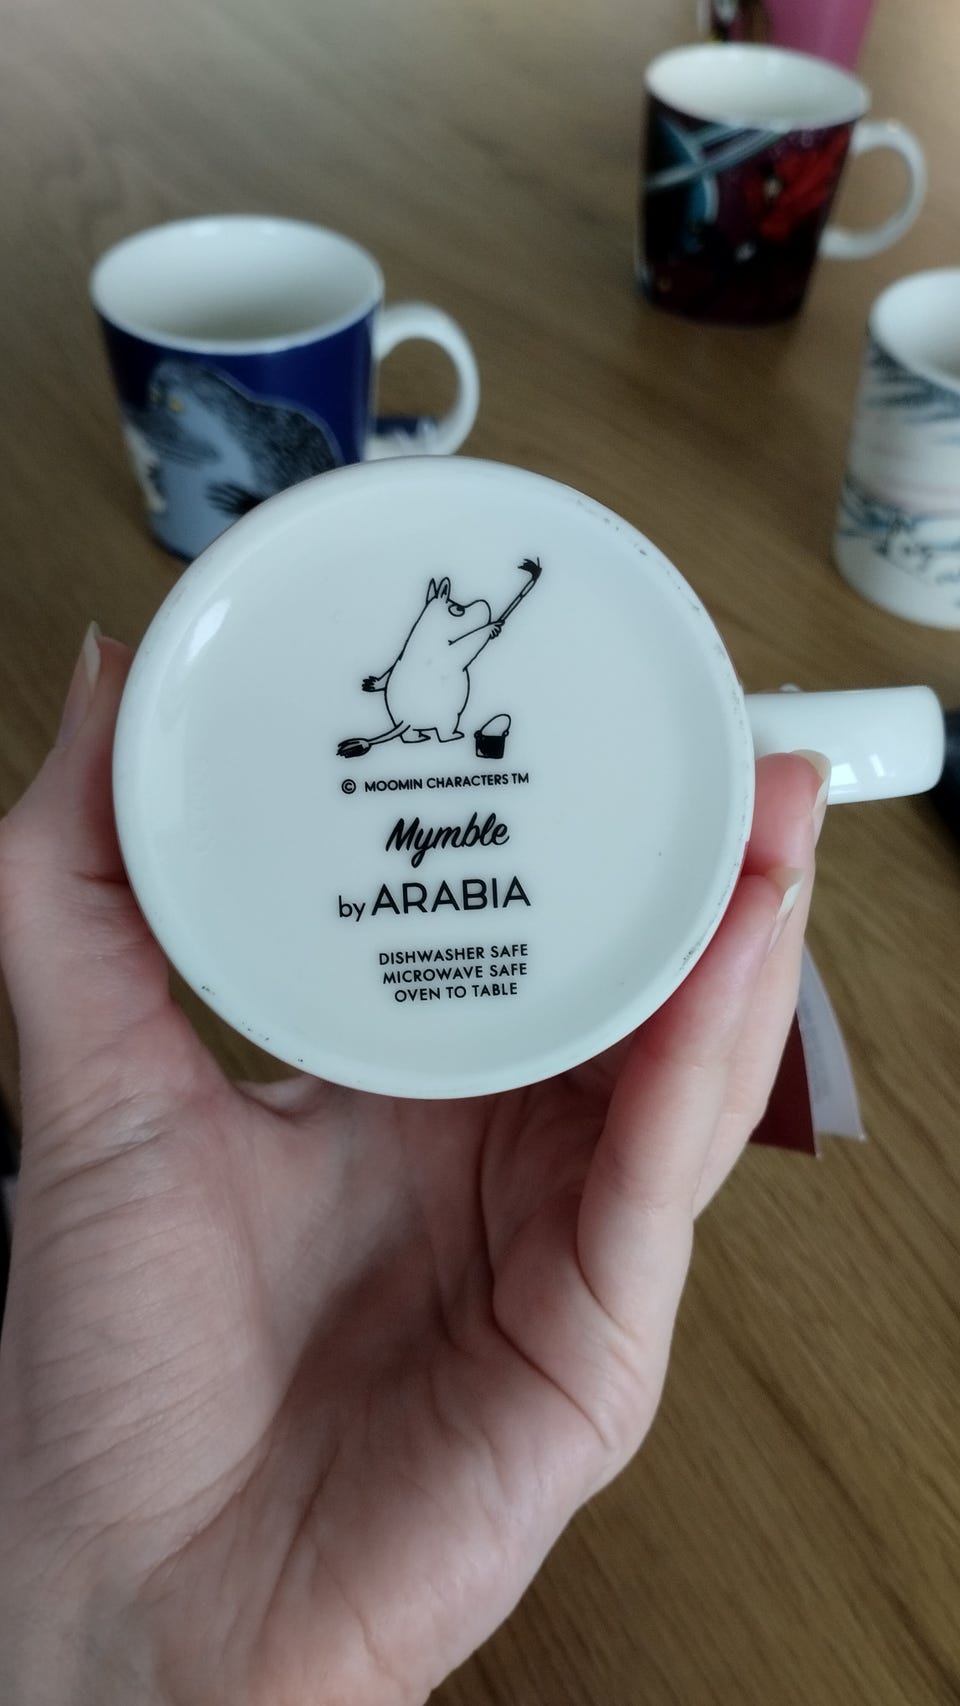 © MOOMIN CHARACTERS TM
Mymble
by ARABIA
DISHWASHER SAFE
MICROWAVE SAFE
OVEN TO TABLE